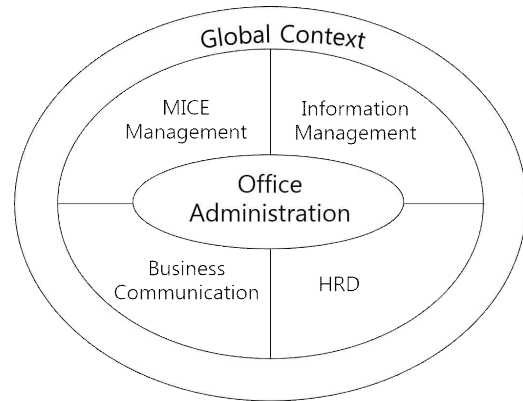 Global Context
MICE
Management
Information
Management
Office
Administration
Business
Communication
HRD